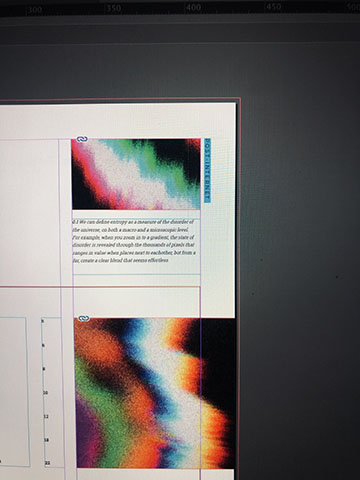 300 350 400 450 500
POST-INTERNET
0.1 We can define entropy as a measure of the disorder of
the universe, on both a macro and a microscopic level.
For example, when you zoom in to a gradient, the state of
disorder is revealed through the thousands of pixels that
ranges in value when places next to eachother, but from a
far, create a clear blend that seems effortless.
3
6
9
10
12
18
22